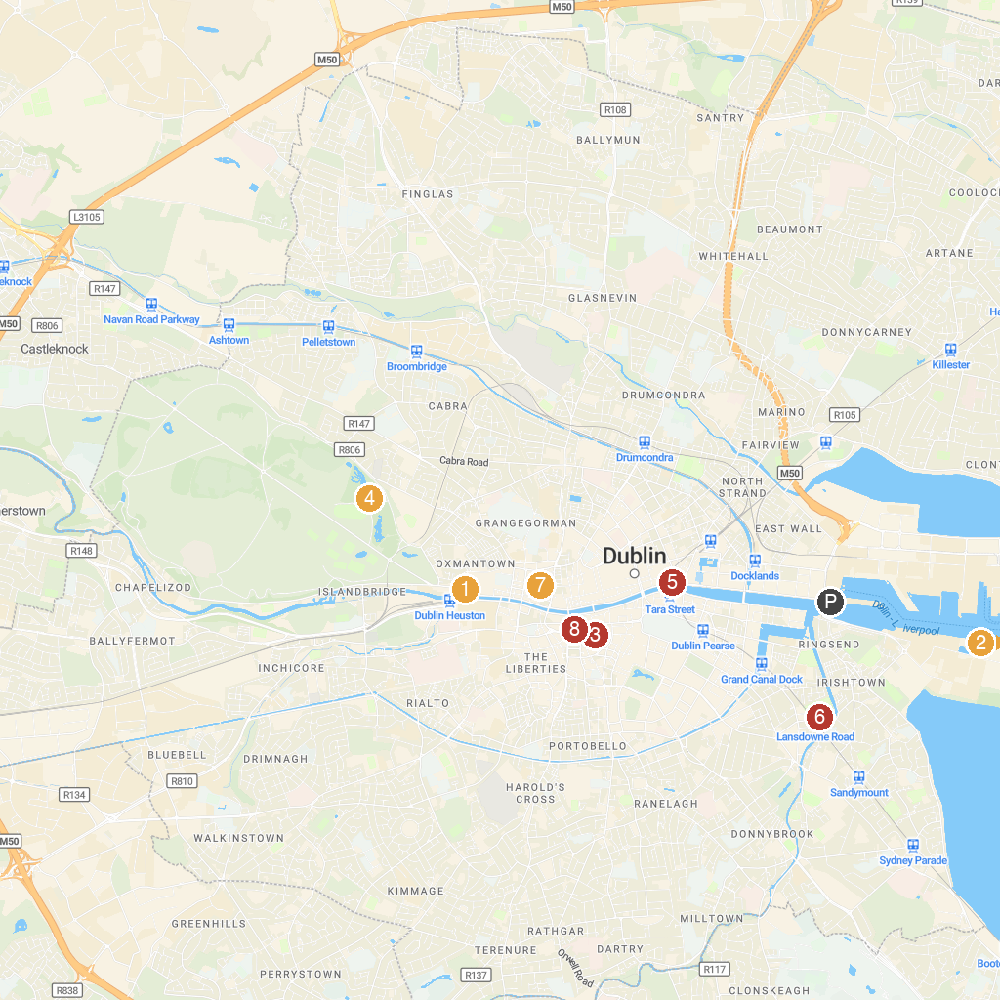 M50
R139
M50
R108
SANTRY
BALLYMUN
FINGLAS
L3105
BEAUMONT
WHITEHALL
ARTANE
R147
GLASNEVIN
Navan Road Parkway
M50
R806
Ashtown
Pelletstown
Castleknock
DONNYCARNEY
Broombridge
Killester
DRUMCONDRA
CABRA
MARINO
R105
R147
R806
FAIRVIEW
Cabra Road
Drumcondra
M50
NORTH
STRAND
4
GRANGEGORMAN
EAST WALL
R148
Dublin
OXMANTOWN
Docklands
CHAPELIZOD
ISLANDBRIDGE
1
7
5
P
Tara Street
Dublin Heuston
8
3
Dublin Pearse
RINGSEND
2
BALLYFERMOT
THE
LIBERTIES
INCHICORE
Grand Canal Dock
IRISHTOWN
RIALTO
6
Lansdowne Road
PORTOBELLO
BLUEBELL
DRIMNAGH
R810
R134
HAROLD'S
CROSS
Sandymount
RANELAGH
WALKINSTOWN
DONNYBROOK
M50
Sydney Parade
KIMMAGE
GREENHILLS
MILLTOWN
RATHGAR
TERENURE
DARTRY
Orwell Road
PERRYSTOWN
R137
R117
R838
CLONSKEAGH